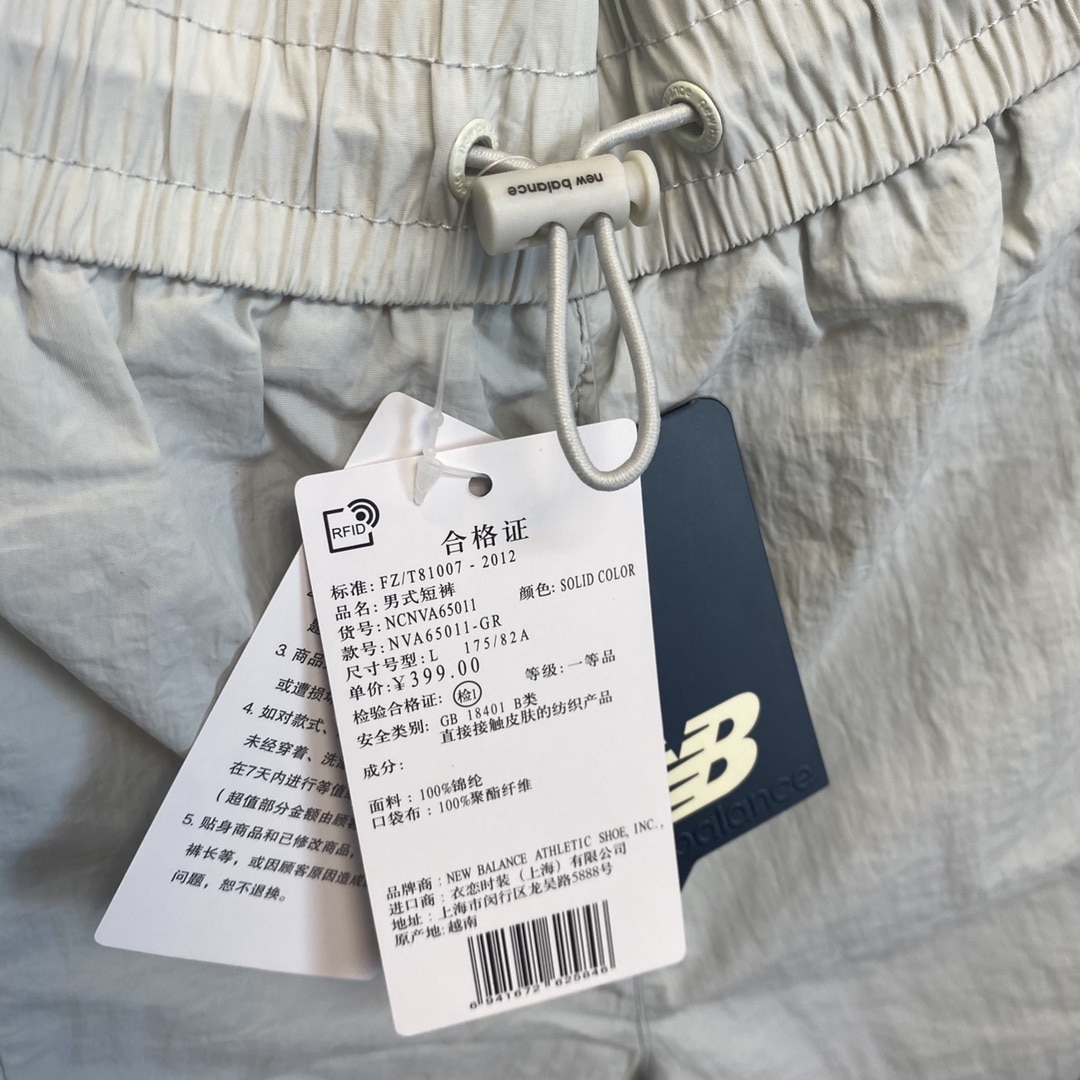 new balance
new balance
RFID
合格证
标准: FZ/T81007 - 2012
品名: 男式短裤
颜色: SOLID COLOR
货号: NCNVA65011
款号: NVA65011-GR
尺寸号型: L 175/82A
单价: ¥399.00
等级: 一等品
检验合格证: 检1
安全类别: GB 18401 B类
直接接触皮肤的纺织产品
成分:
面料: 100%锦纶
口袋布: 100%聚酯纤维
品牌商: NEW BALANCE ATHLETIC SHOE, INC.,
进口商: 衣恋时装（上海）有限公司
地址: 上海市闵行区龙吴路5888号
原产地: 越南
6 941672 625846
3. 商品
或遭损
4. 如对款式、
未经穿着、洗
在7天内进行等值
(超值部分金额由顾
5. 贴身商品和已修改商品,
裤长等，或因顾客原因造成
问题，恕不退换。
NB
balance